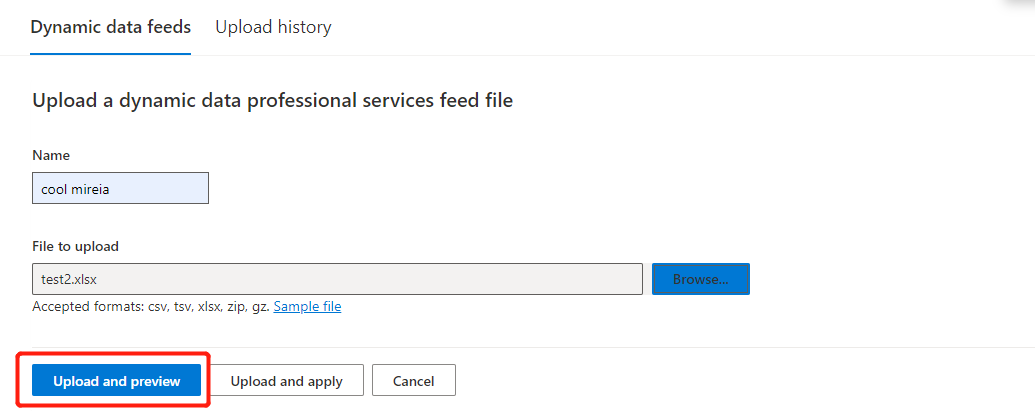 Dynamic data feeds Upload history
Upload a dynamic data professional services feed file
Name
cool mireia
File to upload
test2.xlsx Browse...
Accepted formats: csv, tsv, xlsx, zip, gz. Sample file
Upload and preview Upload and apply Cancel